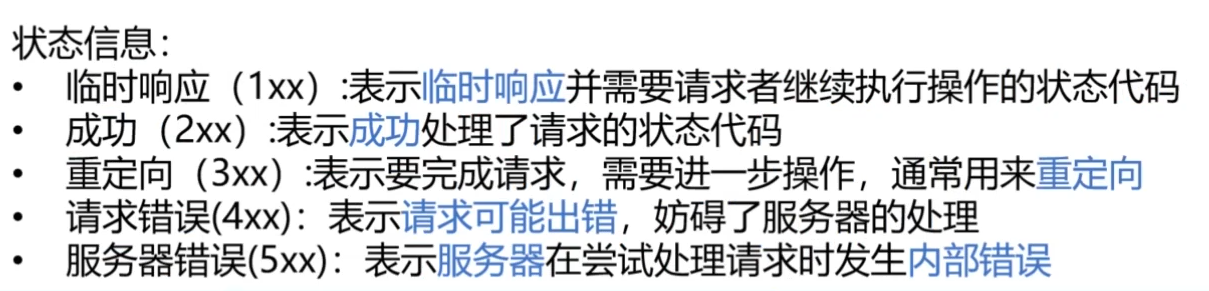 状态信息：
• 临时响应（1xx）:表示临时响应并需要请求者继续执行操作的状态代码
• 成功（2xx）:表示成功处理了请求的状态代码
• 重定向（3xx）:表示要完成请求，需要进一步操作，通常用来重定向
• 请求错误(4xx)：表示请求可能出错，妨碍了服务器的处理
• 服务器错误(5xx)：表示服务器在尝试处理请求时发生内部错误